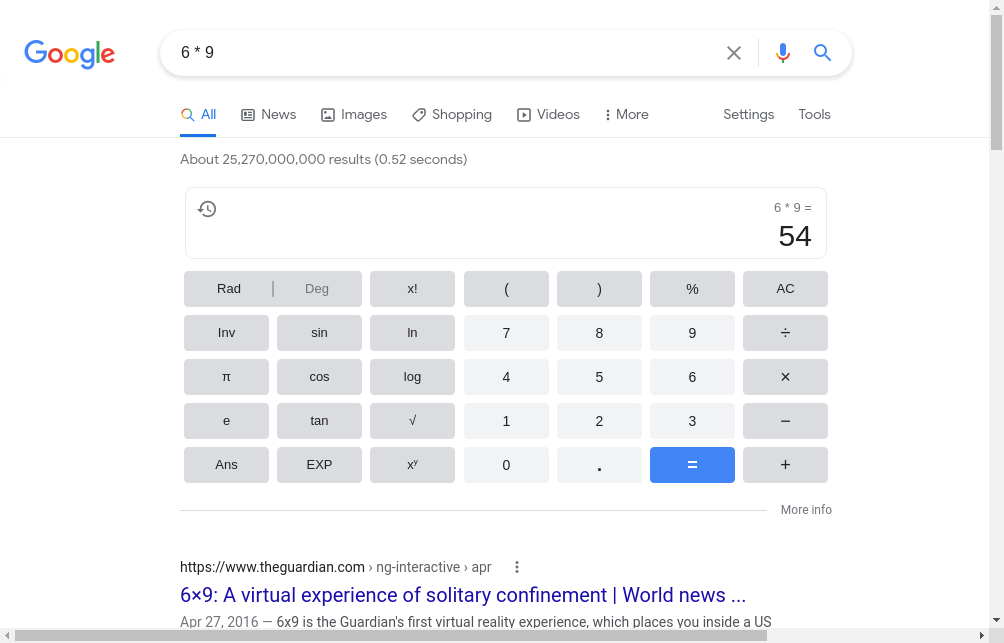 Google
6 * 9
All News Images Shopping Videos More Settings Tools
About 25,270,000,000 results (0.52 seconds)
6 * 9 =
54
Rad Deg x! ( ) % AC
Inv sin ln 7 8 9 ÷
π cos log 4 5 6 ×
e tan √ 1 2 3 −
Ans EXP xʸ 0 . = +
More info
https://www.theguardian.com › ng-interactive › apr
6×9: A virtual experience of solitary confinement | World news ...
Apr 27, 2016 — 6x9 is the Guardian's first virtual reality experience, which places you inside a US